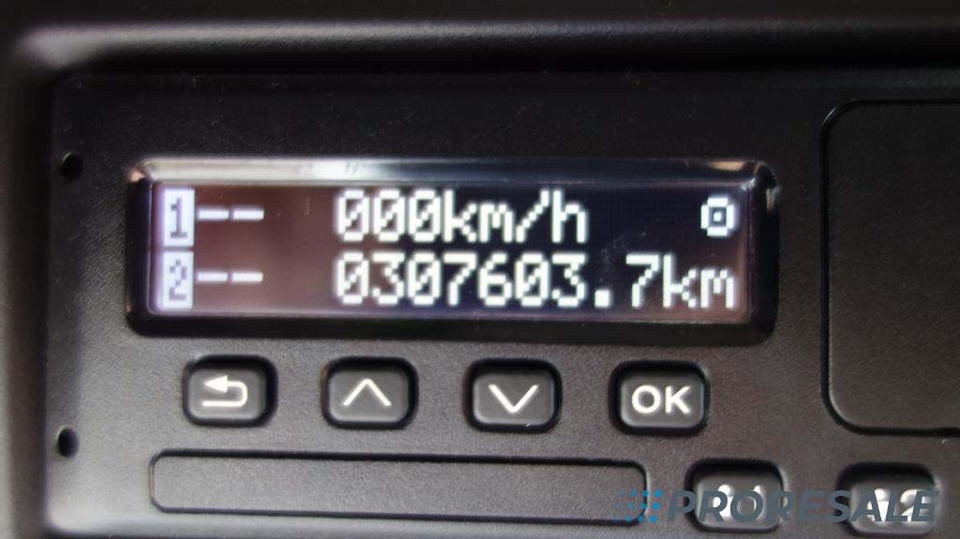 1-- 000km/h
2-- 0307603.7km
OK
PRORESALE